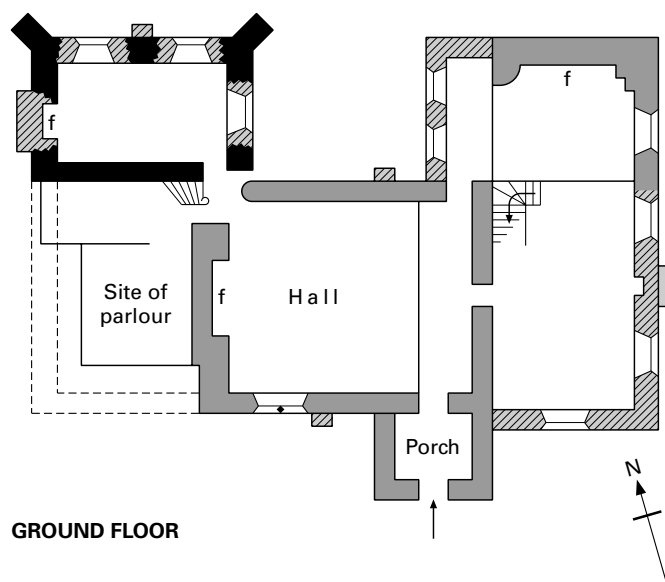 f
f
Site of
parlour
f
Hall
Porch
N
GROUND FLOOR